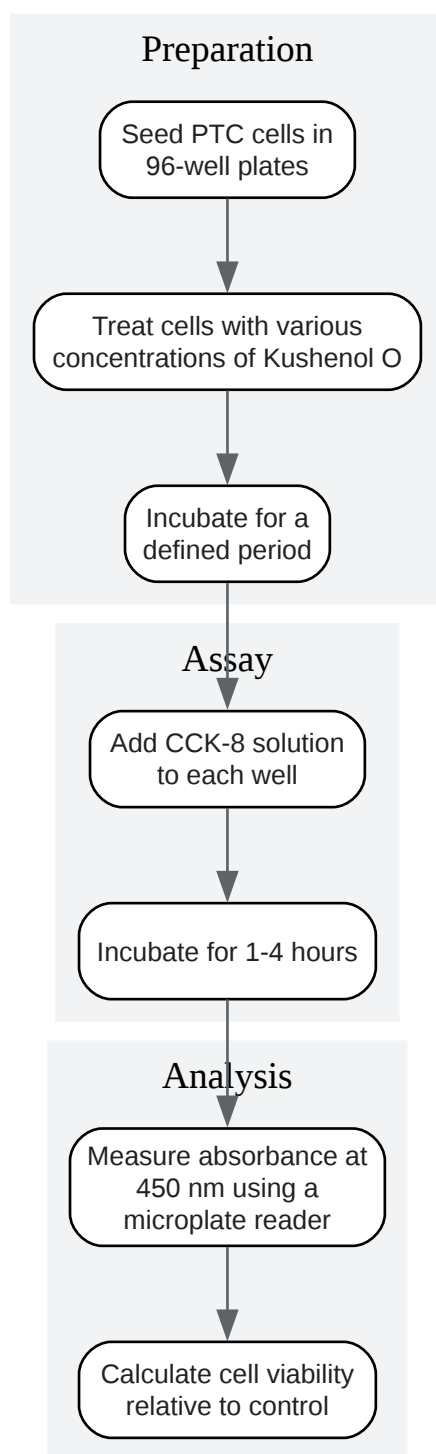 Preparation
Seed PTC cells in
96-well plates
Treat cells with various
concentrations of Kushenol O
Incubate for a
defined period
Assay
Add CCK-8 solution
to each well
Incubate for 1-4 hours
Analysis
Measure absorbance at
450 nm using a
microplate reader
Calculate cell viability
relative to control